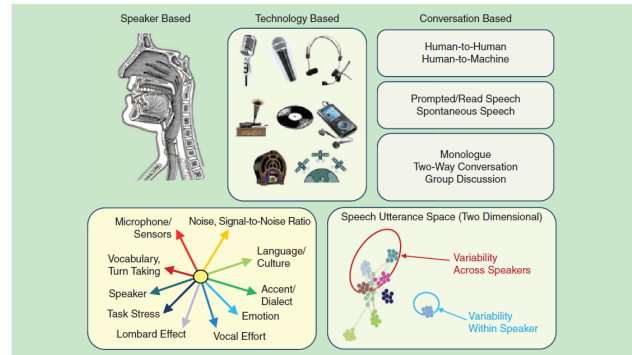 Speaker Based
Technology Based
Conversation Based
Human-to-Human
Human-to-Machine
Prompted/Read Speech
Spontaneous Speech
Monologue
Two-Way Conversation
Group Discussion
Microphone/
Sensors
Noise, Signal-to-Noise Ratio
Vocabulary,
Turn Taking
Language/
Culture
Speaker
Accent/
Dialect
Task Stress
Emotion
Lombard Effect
Vocal Effort
Speech Utterance Space (Two Dimensional)
Variability
Across Speakers
Variability
Within Speaker